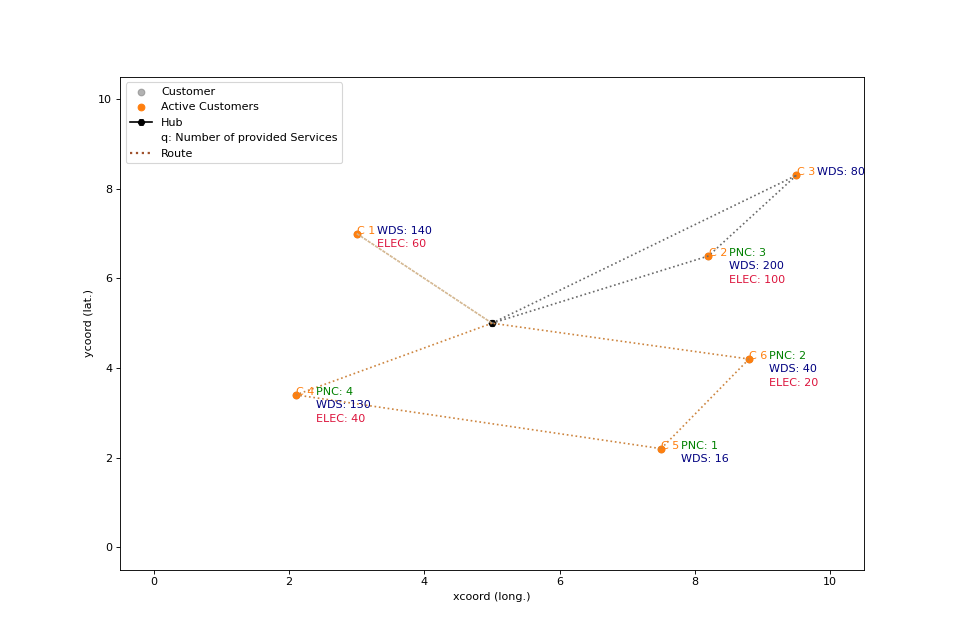 Customer
Active Customers
Hub
q: Number of provided Services
Route
C 3 WDS: 80
C 1 WDS: 140
ELEC: 60
C 2 PNC: 3
WDS: 200
ELEC: 100
C 6 PNC: 2
WDS: 40
ELEC: 20
C 4 PNC: 4
WDS: 130
ELEC: 40
C 5 PNC: 1
WDS: 16
10
8
6
4
2
0
ycoord (lat.)
0 2 4 6 8 10
xcoord (long.)